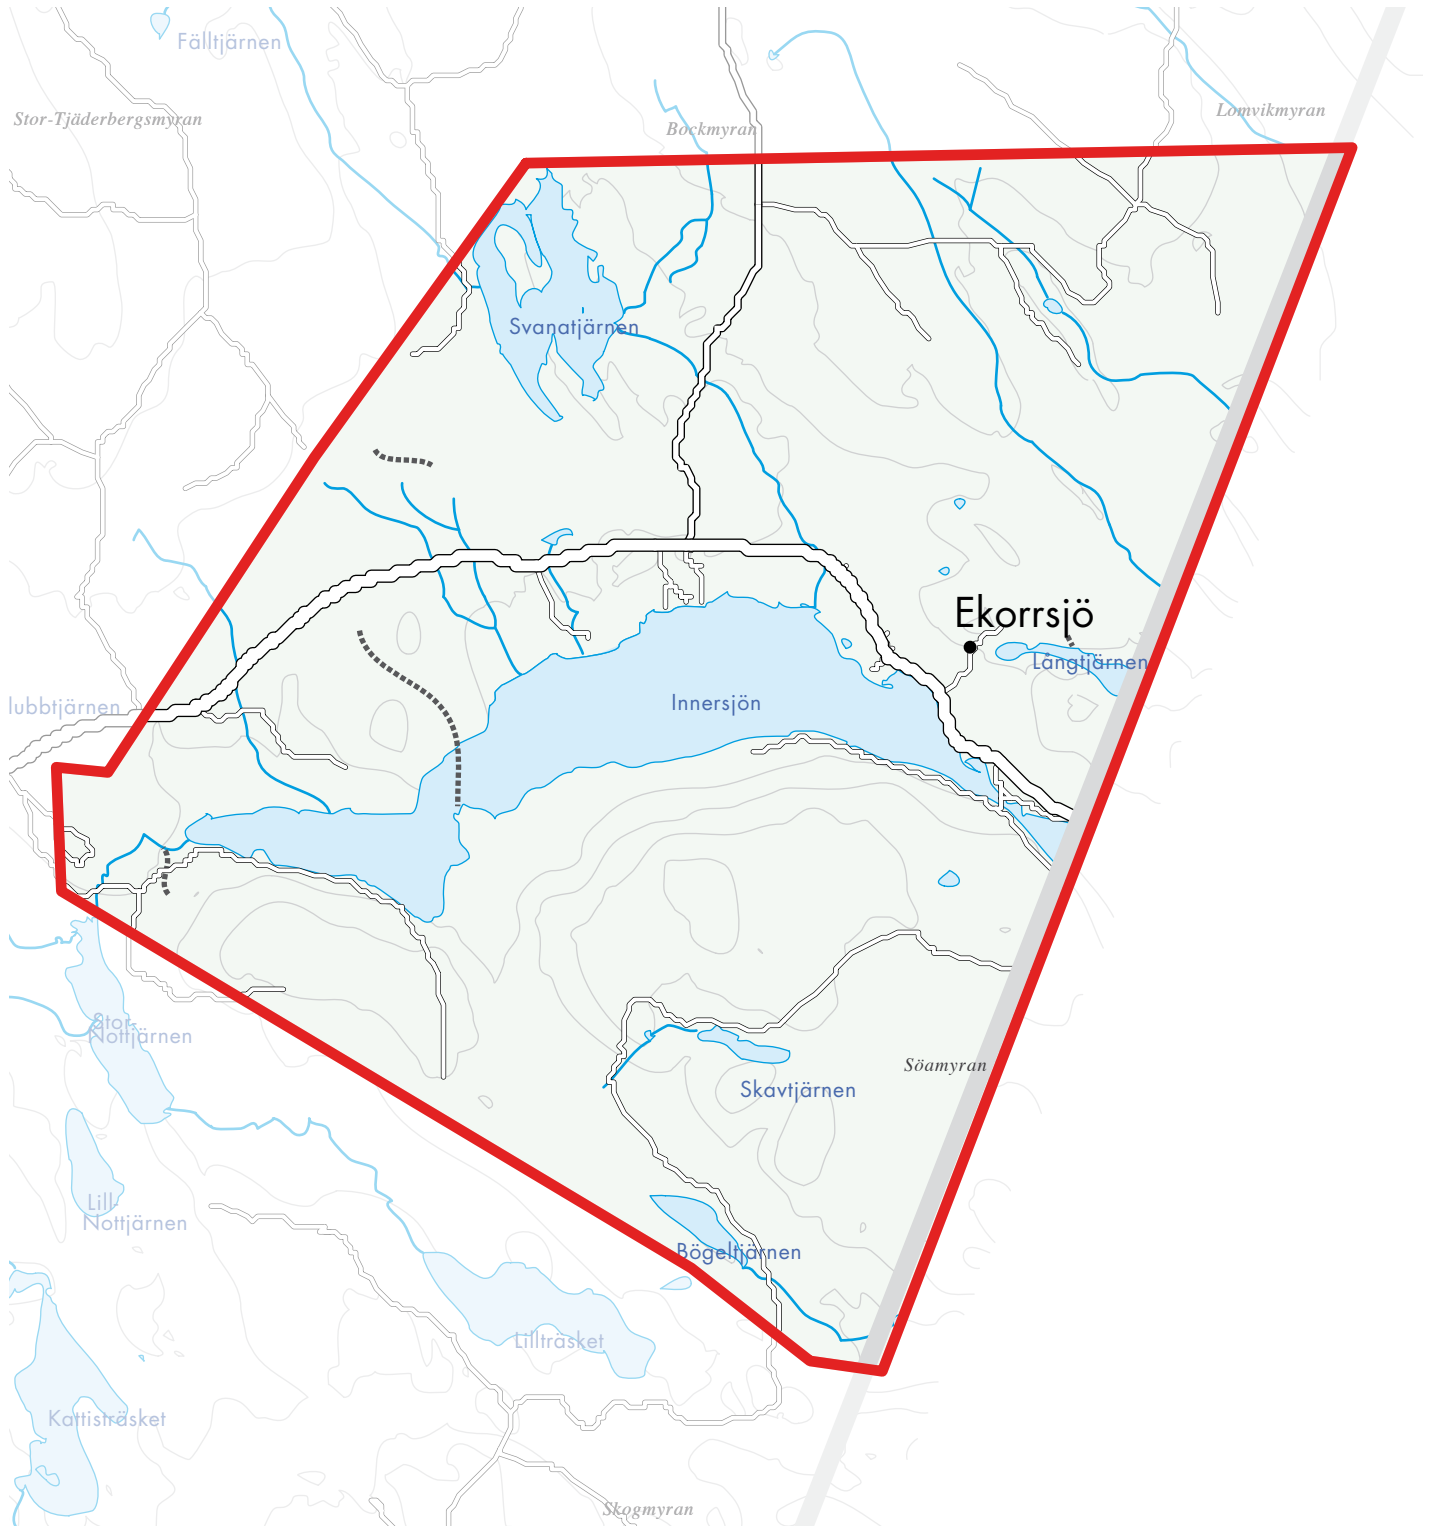 Fälltjärnen
Stor-Tjäderbergsmyran
Bockmyran
Lomvikmyran
Svanatjärnen
Ekorrsjö
Långtjärnen
Innersjön
lubbtjärnen
Stor-
Nottjärnen
Söamyran
Skavtjärnen
Lill-
Nottjärnen
Bögeltjärnen
Lillträsket
Kattisträsket
Skogmyran